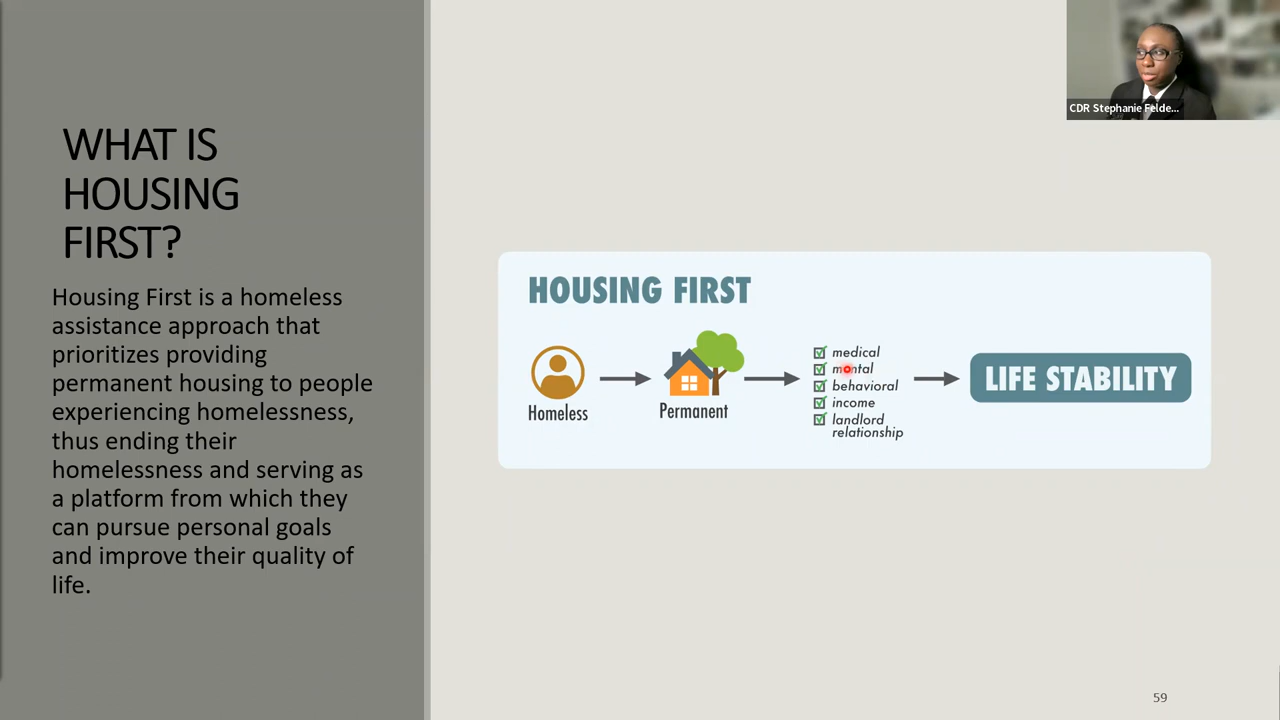 WHAT IS
HOUSING
FIRST?
Housing First is a homeless
assistance approach that
prioritizes providing
permanent housing to people
experiencing homelessness,
thus ending their
homelessness and serving as
a platform from which they
can pursue personal goals
and improve their quality of
life.
CDR Stephanie Felde...
HOUSING FIRST
Homeless
Permanent
medical
mental
behavioral
income
landlord
relationship
LIFE STABILITY
59